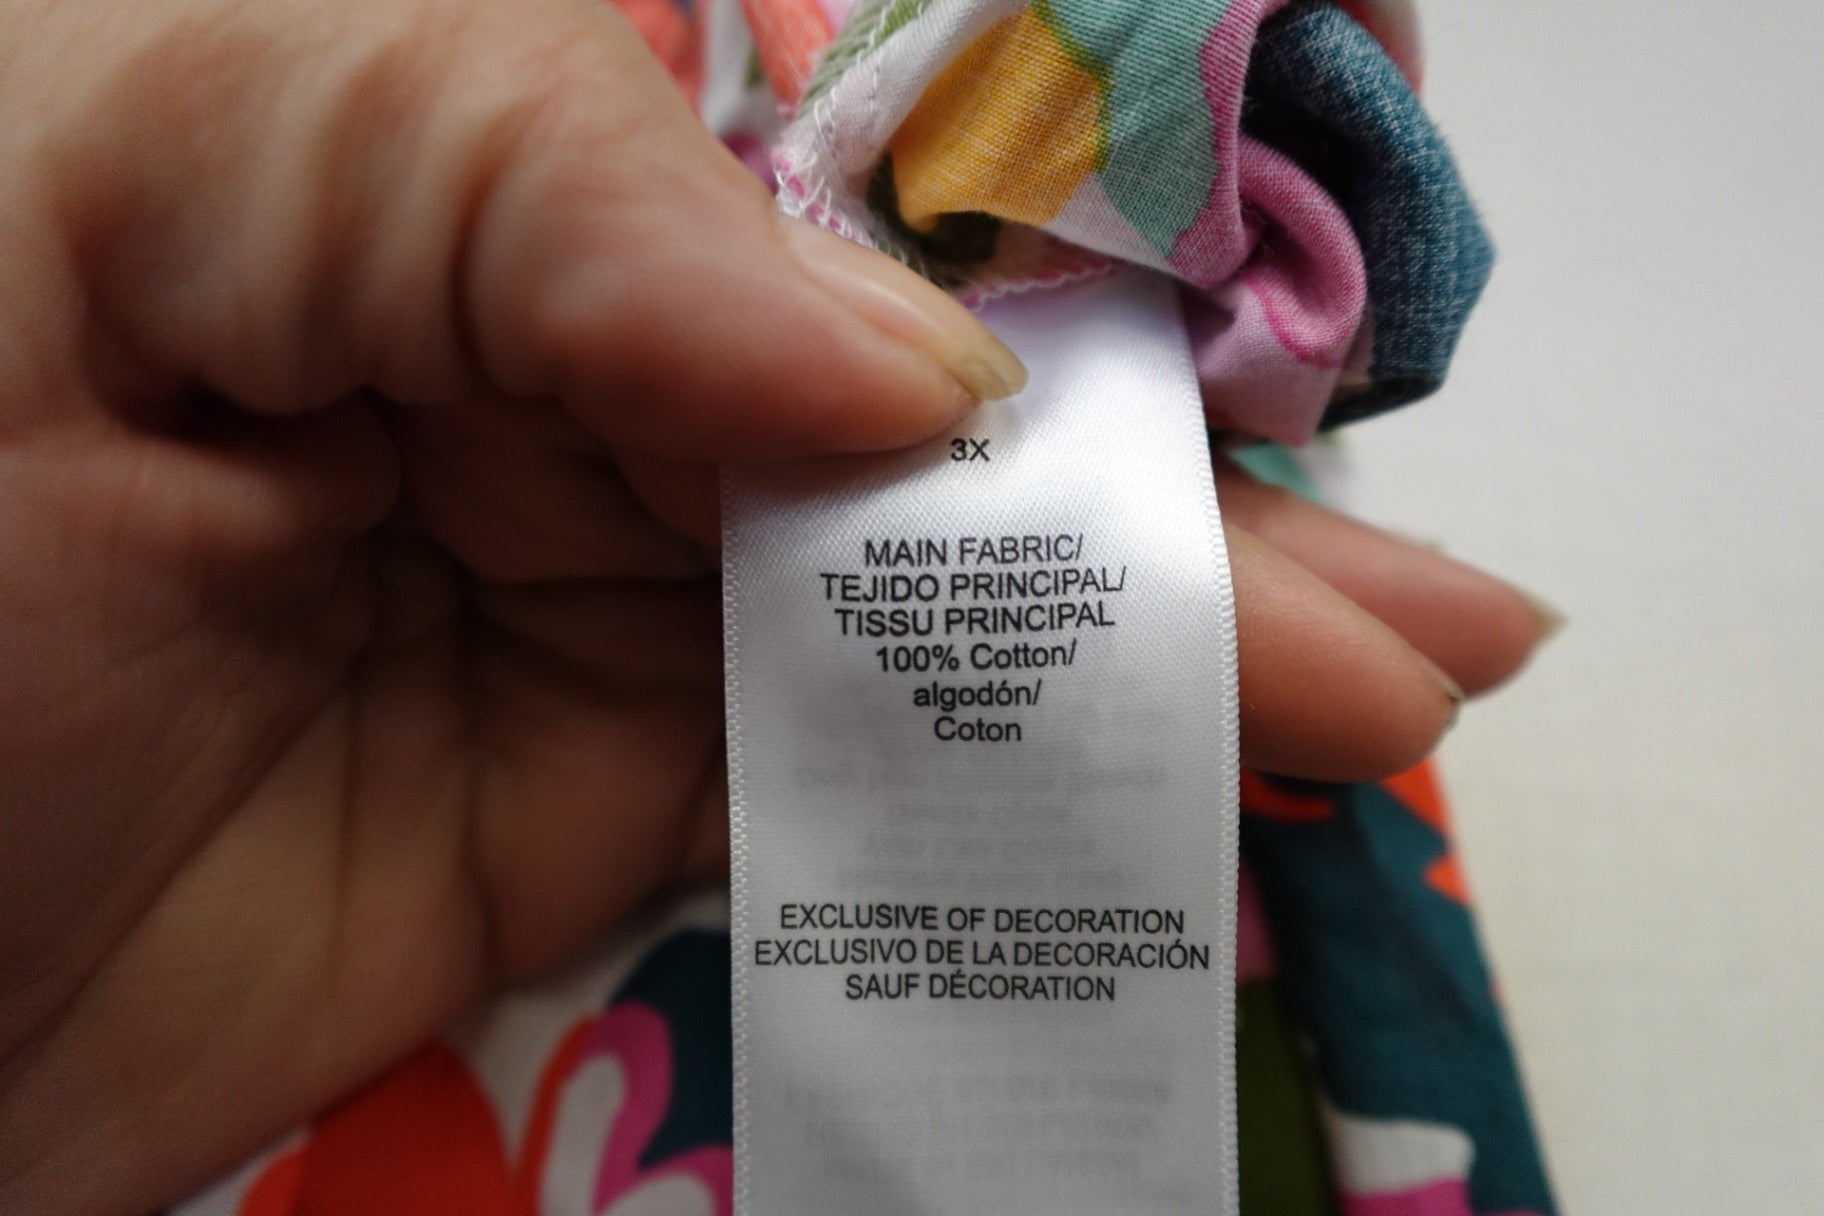 3X
MAIN FABRIC/
TEJIDO PRINCIPAL/
TISSU PRINCIPAL
100% Cotton/
algodón/
Coton
EXCLUSIVE OF DECORATION
EXCLUSIVO DE LA DECORACIÓN
SAUF DÉCORATION